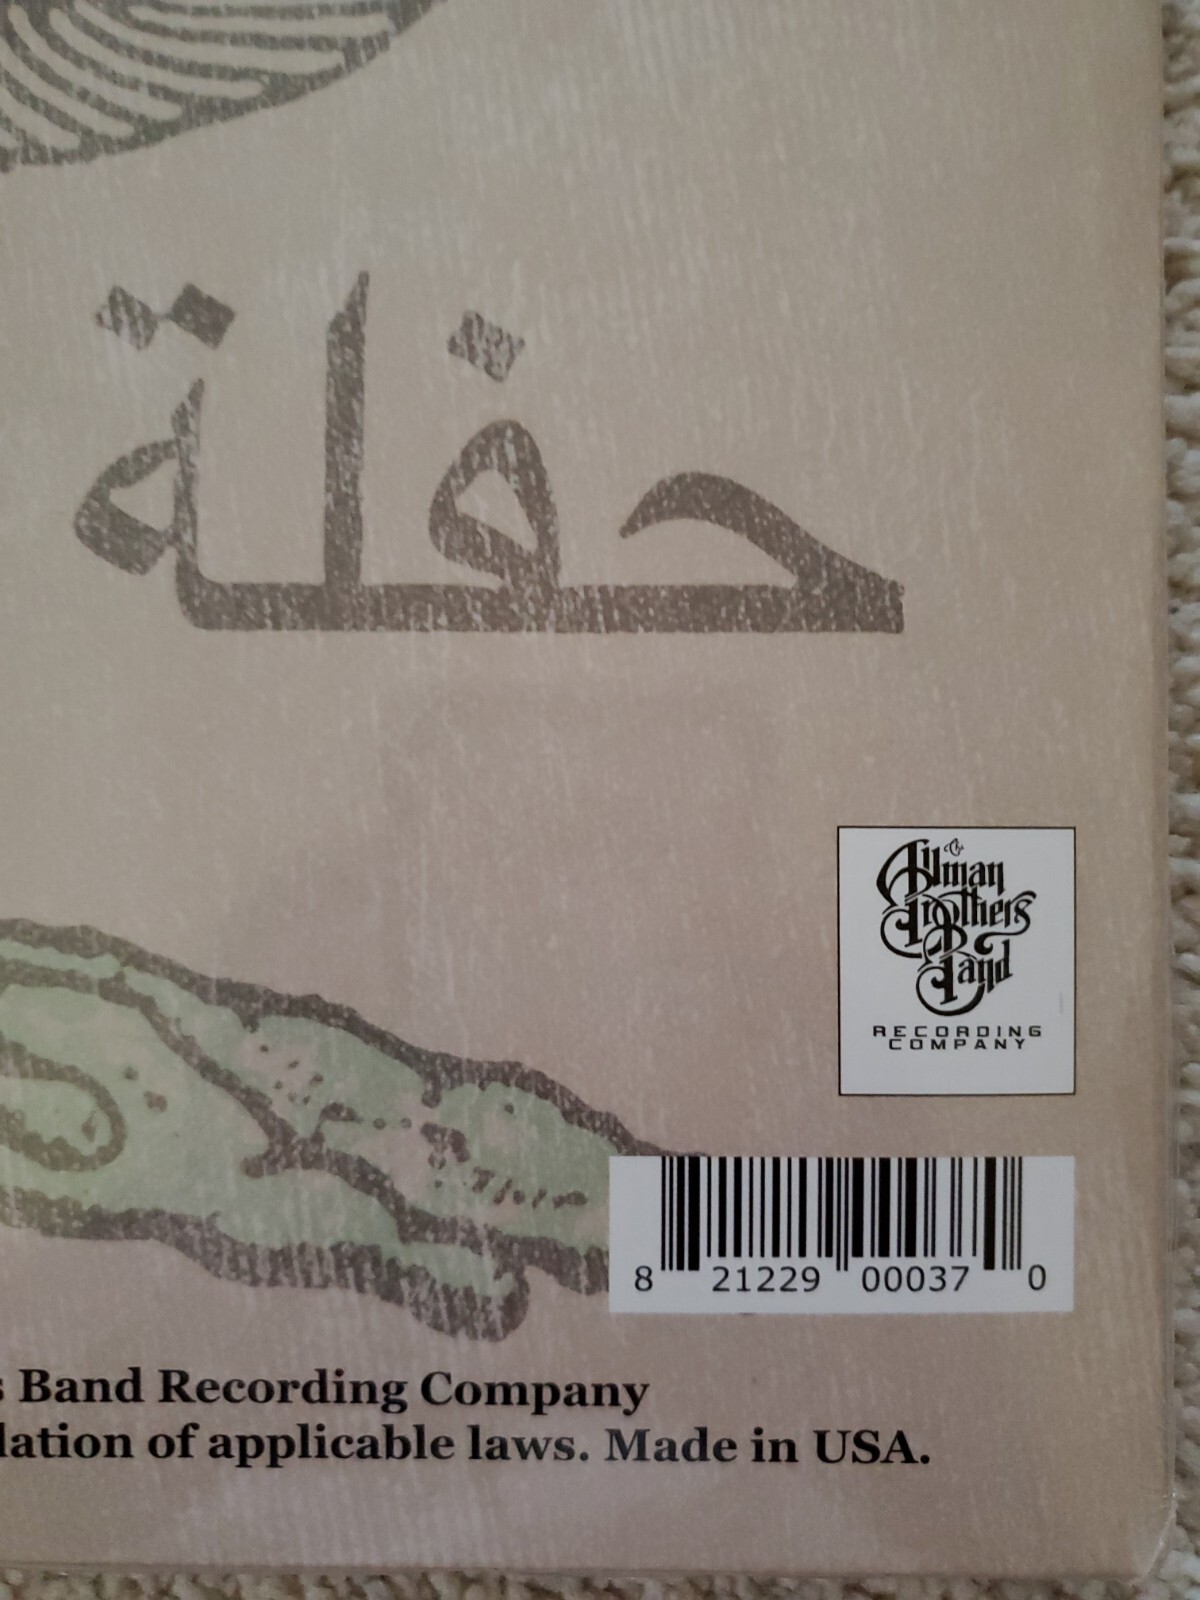 حفلة
The
Allman
Brothers
Band
RECORDING
COMPANY
8 21229 00037 0
s Band Recording Company
lation of applicable laws. Made in USA.